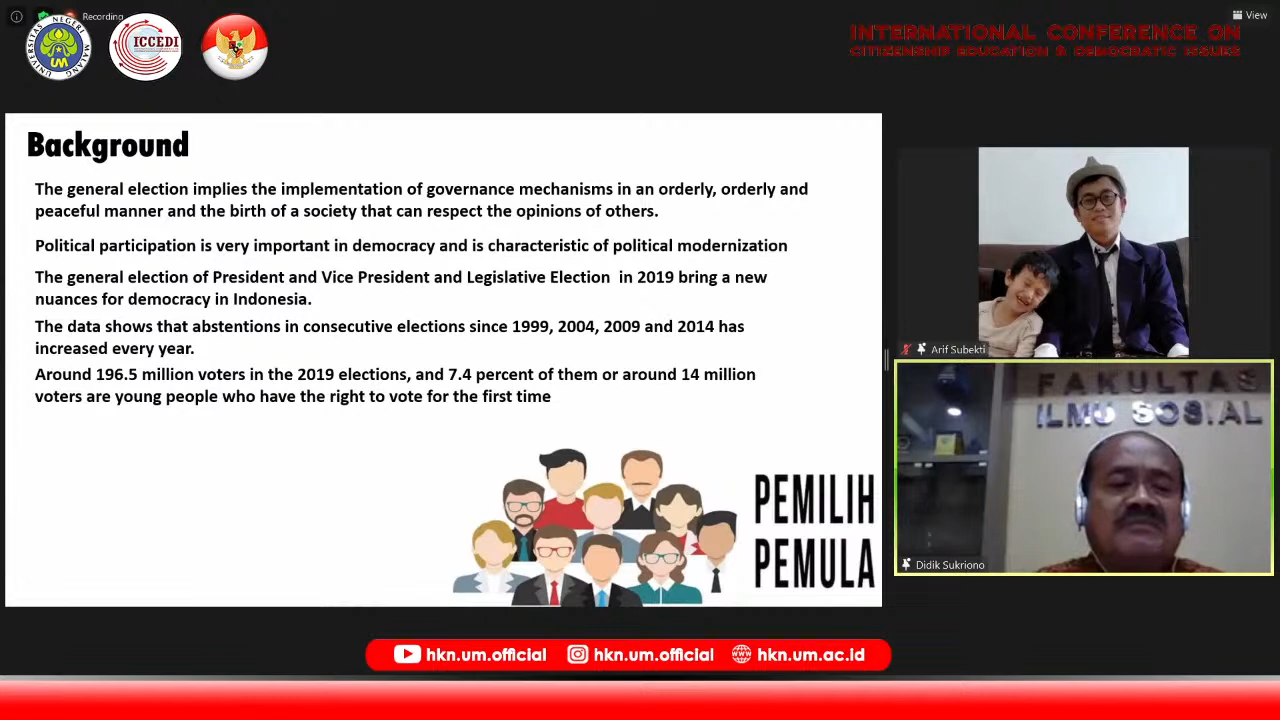 Recording
View
UNIVERSITAS NEGERI MALANG
UM
ICCEDI
INTERNATIONAL CONFERENCE ON
CITIZENSHIP EDUCATION & DEMOCRATIC ISSUES
Background
The general election implies the implementation of governance mechanisms in an orderly, orderly and
peaceful manner and the birth of a society that can respect the opinions of others.
Political participation is very important in democracy and is characteristic of political modernization
The general election of President and Vice President and Legislative Election in 2019 bring a new
nuances for democracy in Indonesia.
The data shows that abstentions in consecutive elections since 1999, 2004, 2009 and 2014 has
increased every year.
Around 196.5 million voters in the 2019 elections, and 7.4 percent of them or around 14 million
voters are young people who have the right to vote for the first time
PEMILIH
PEMULA
Arif Subekti
FAKULTAS
ILMU SOSIAL
Didik Sukriono
hkn.um.official
hkn.um.official
hkn.um.ac.id